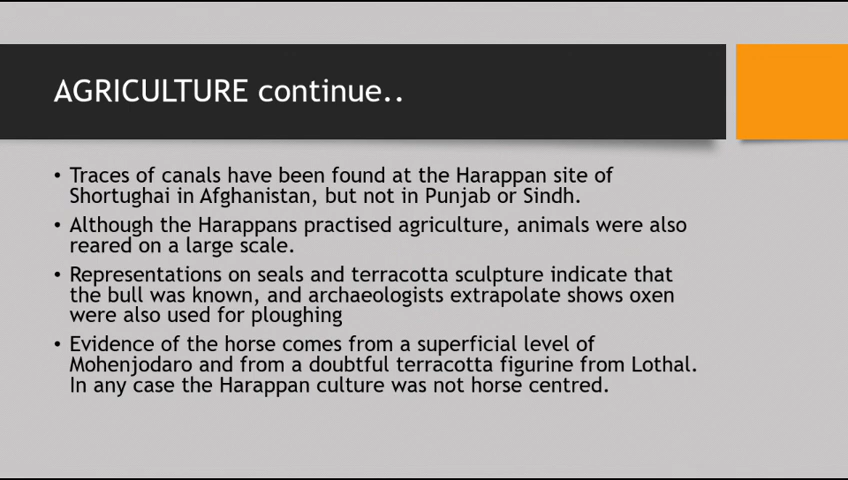 AGRICULTURE continue..
• Traces of canals have been found at the Harappan site of
Shortughai in Afghanistan, but not in Punjab or Sindh.
• Although the Harappans practised agriculture, animals were also
reared on a large scale.
• Representations on seals and terracotta sculpture indicate that
the bull was known, and archaeologists extrapolate shows oxen
were also used for ploughing
• Evidence of the horse comes from a superficial level of
Mohenjodaro and from a doubtful terracotta figurine from Lothal.
In any case the Harappan culture was not horse centred.